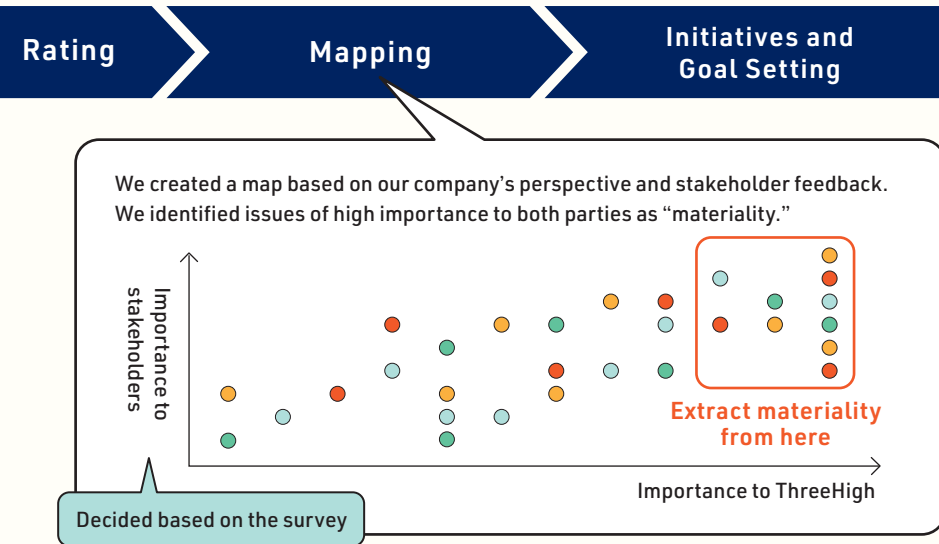 Rating
Mapping
Initiatives and
Goal Setting
We created a map based on our company’s perspective and stakeholder feedback.
We identified issues of high importance to both parties as “materiality.”
Importance to
stakeholders
Extract materiality
from here
Importance to ThreeHigh
Decided based on the survey